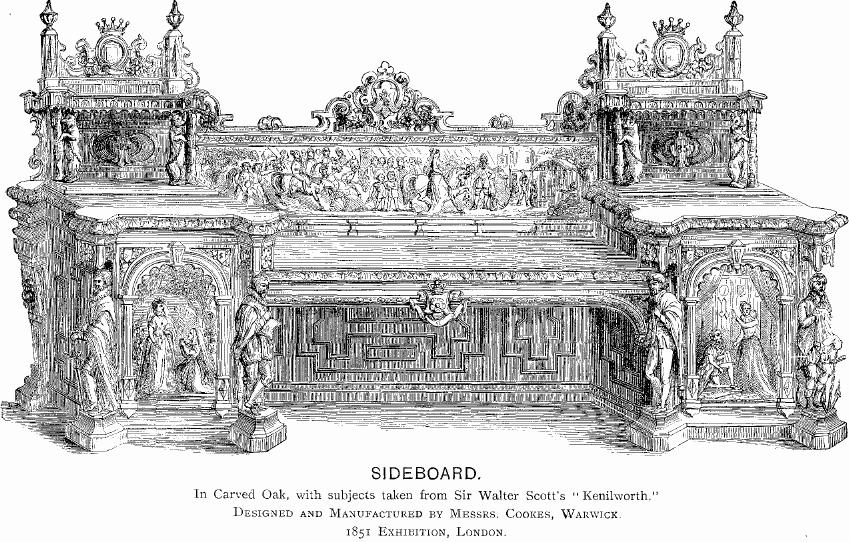 SIDEBOARD.
In Carved Oak, with subjects taken from Sir Walter Scott's "Kenilworth."
DESIGNED AND MANUFACTURED BY MESSRS. COOKES, WARWICK.
1851 EXHIBITION, LONDON.